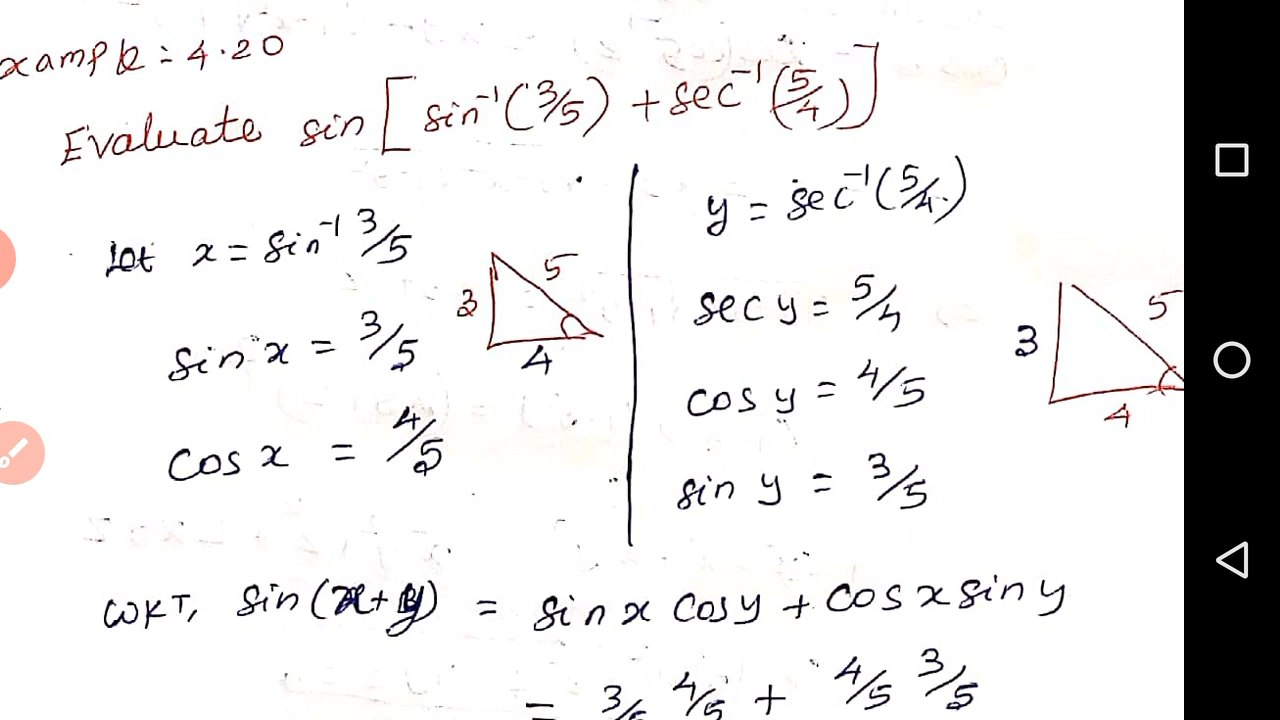 xample = 4.20
Evaluate sin [ sin⁻¹(3/5) + sec⁻¹(5/4) ]
Let x = sin⁻¹ 3/5
3 5 4
sin x = 3/5
cos x = 4/5
y = sec⁻¹(5/4)
sec y = 5/4
cos y = 4/5
sin y = 3/5
3 5 4
WKT, sin(x+y) = sin x cos y + cos x sin y
= 3/5 4/5 + 4/5 3/5